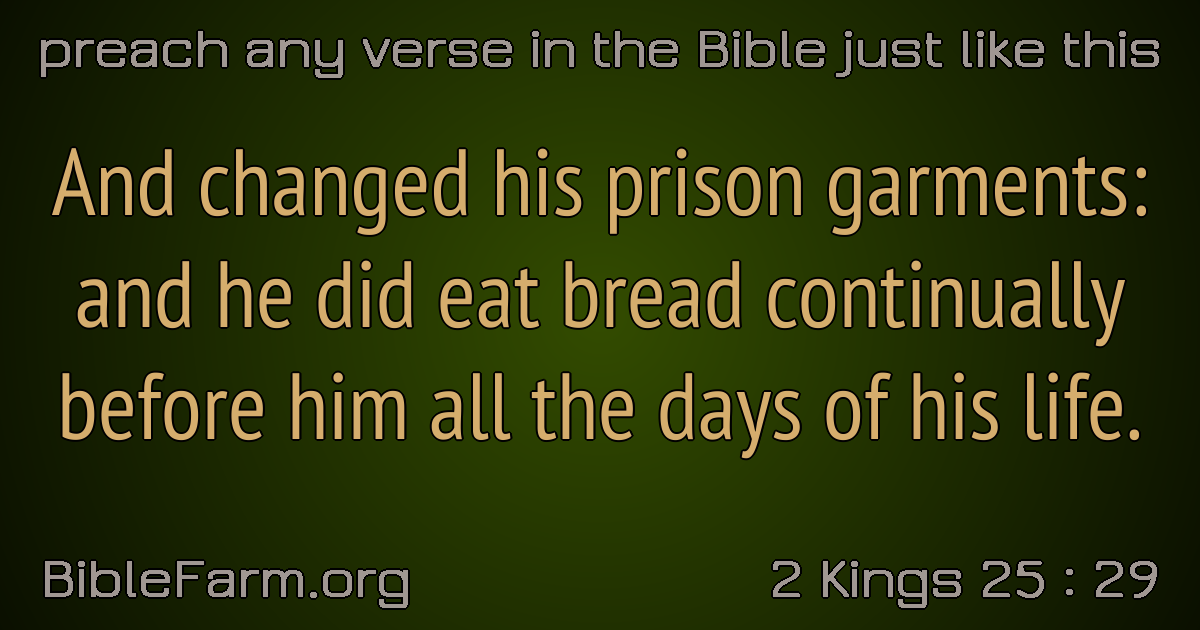 preach any verse in the Bible just like this
And changed his prison garments:
and he did eat bread continually
before him all the days of his life.
BibleFarm.org
2 Kings 25 : 29